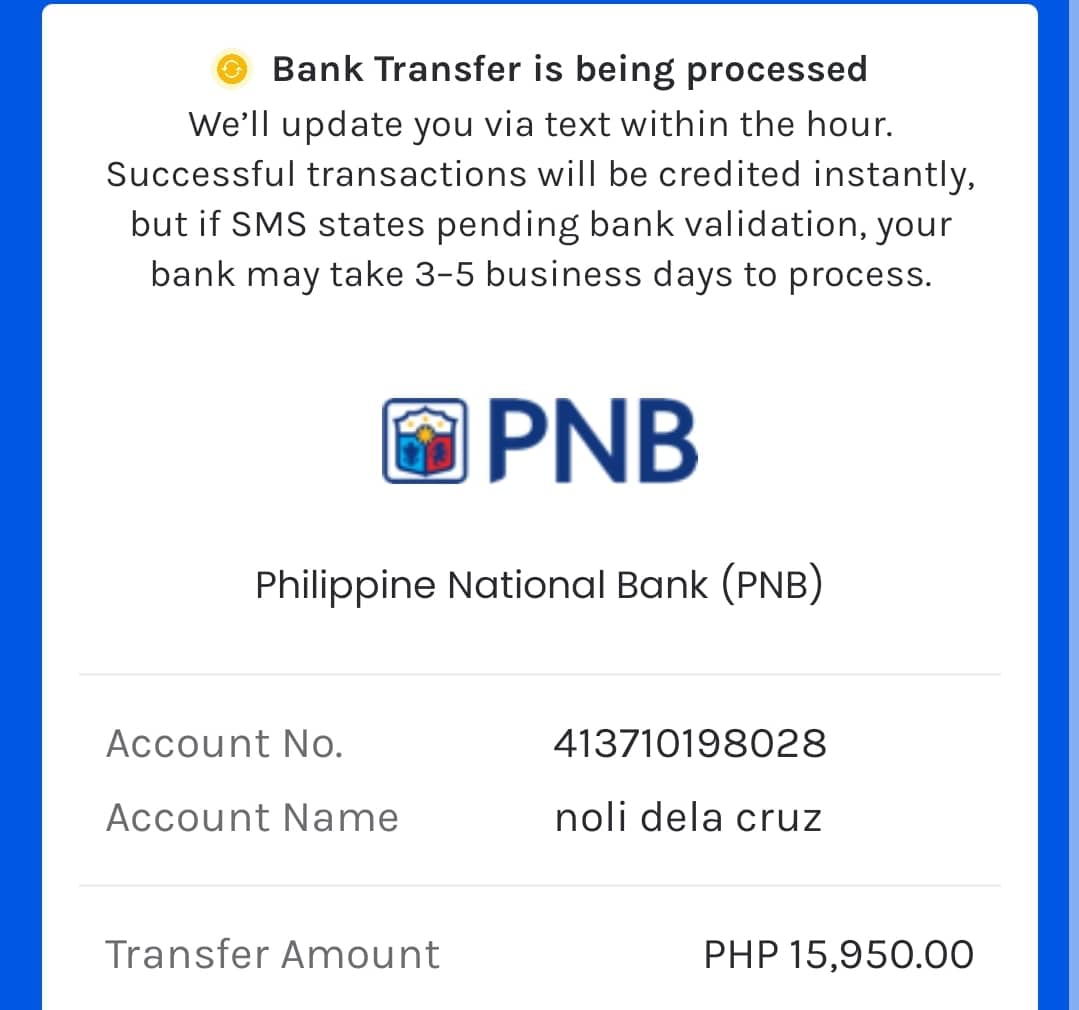 Bank Transfer is being processed
We’ll update you via text within the hour.
Successful transactions will be credited instantly,
but if SMS states pending bank validation, your
bank may take 3–5 business days to process.
PNB
Philippine National Bank (PNB)
Account No. 413710198028
Account Name noli dela cruz
Transfer Amount PHP 15,950.00